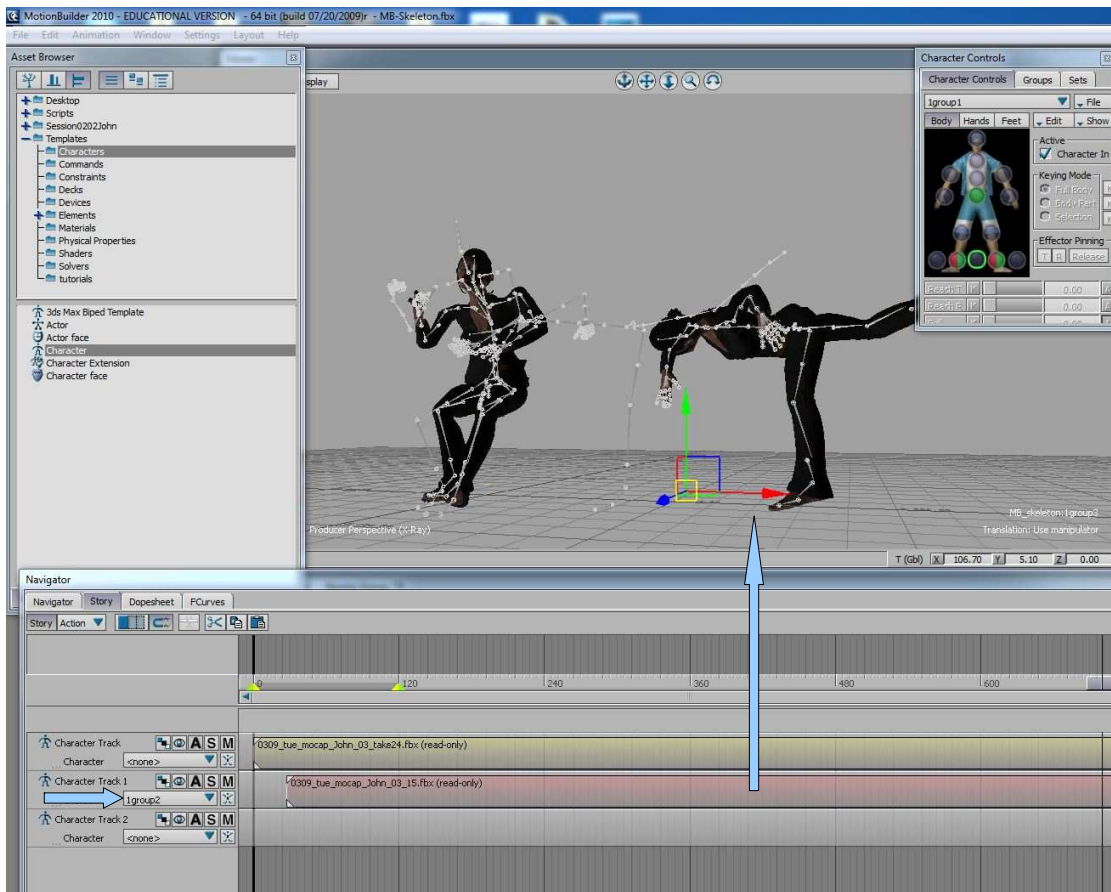 MotionBuilder 2010 - EDUCATIONAL VERSION - 64 bit (build 07/20/2009)r - MB-Skeleton.fbx
File Edit Animation Window Settings Layout Help
Asset Browser
Desktop
Scripts
Session0202John
Templates
Characters
Commands
Constraints
Decks
Devices
Elements
Materials
Physical Properties
Shaders
Solvers
tutorials
3ds Max Biped Template
Actor
Actor face
Character
Character Extension
Character face
splay
Producer Perspective (X-Ray)
MB_skeleton:1group3
Translation: Use manipulator
T (Gbl) X 106.70 Y 5.10 Z 0.00
Character Controls
Character Controls Groups Sets
1group1 File
Body Hands Feet Edit Show
Active
Character In
Keying Mode
Full Body
Body Part
Selection
Effector Pinning
T R Release
Reach T K 0.00
Reach R K 0.00
Navigator
Navigator Story Dopesheet FCurves
Story Action
0 120 240 360 480 600
Character Track A S M 0309_tue_mocap_John_03_take24.fbx (read-only)
Character <none>
Character Track 1 A S M 0309_tue_mocap_John_03_15.fbx (read-only)
1group2
Character Track 2 A S M
Character <none>